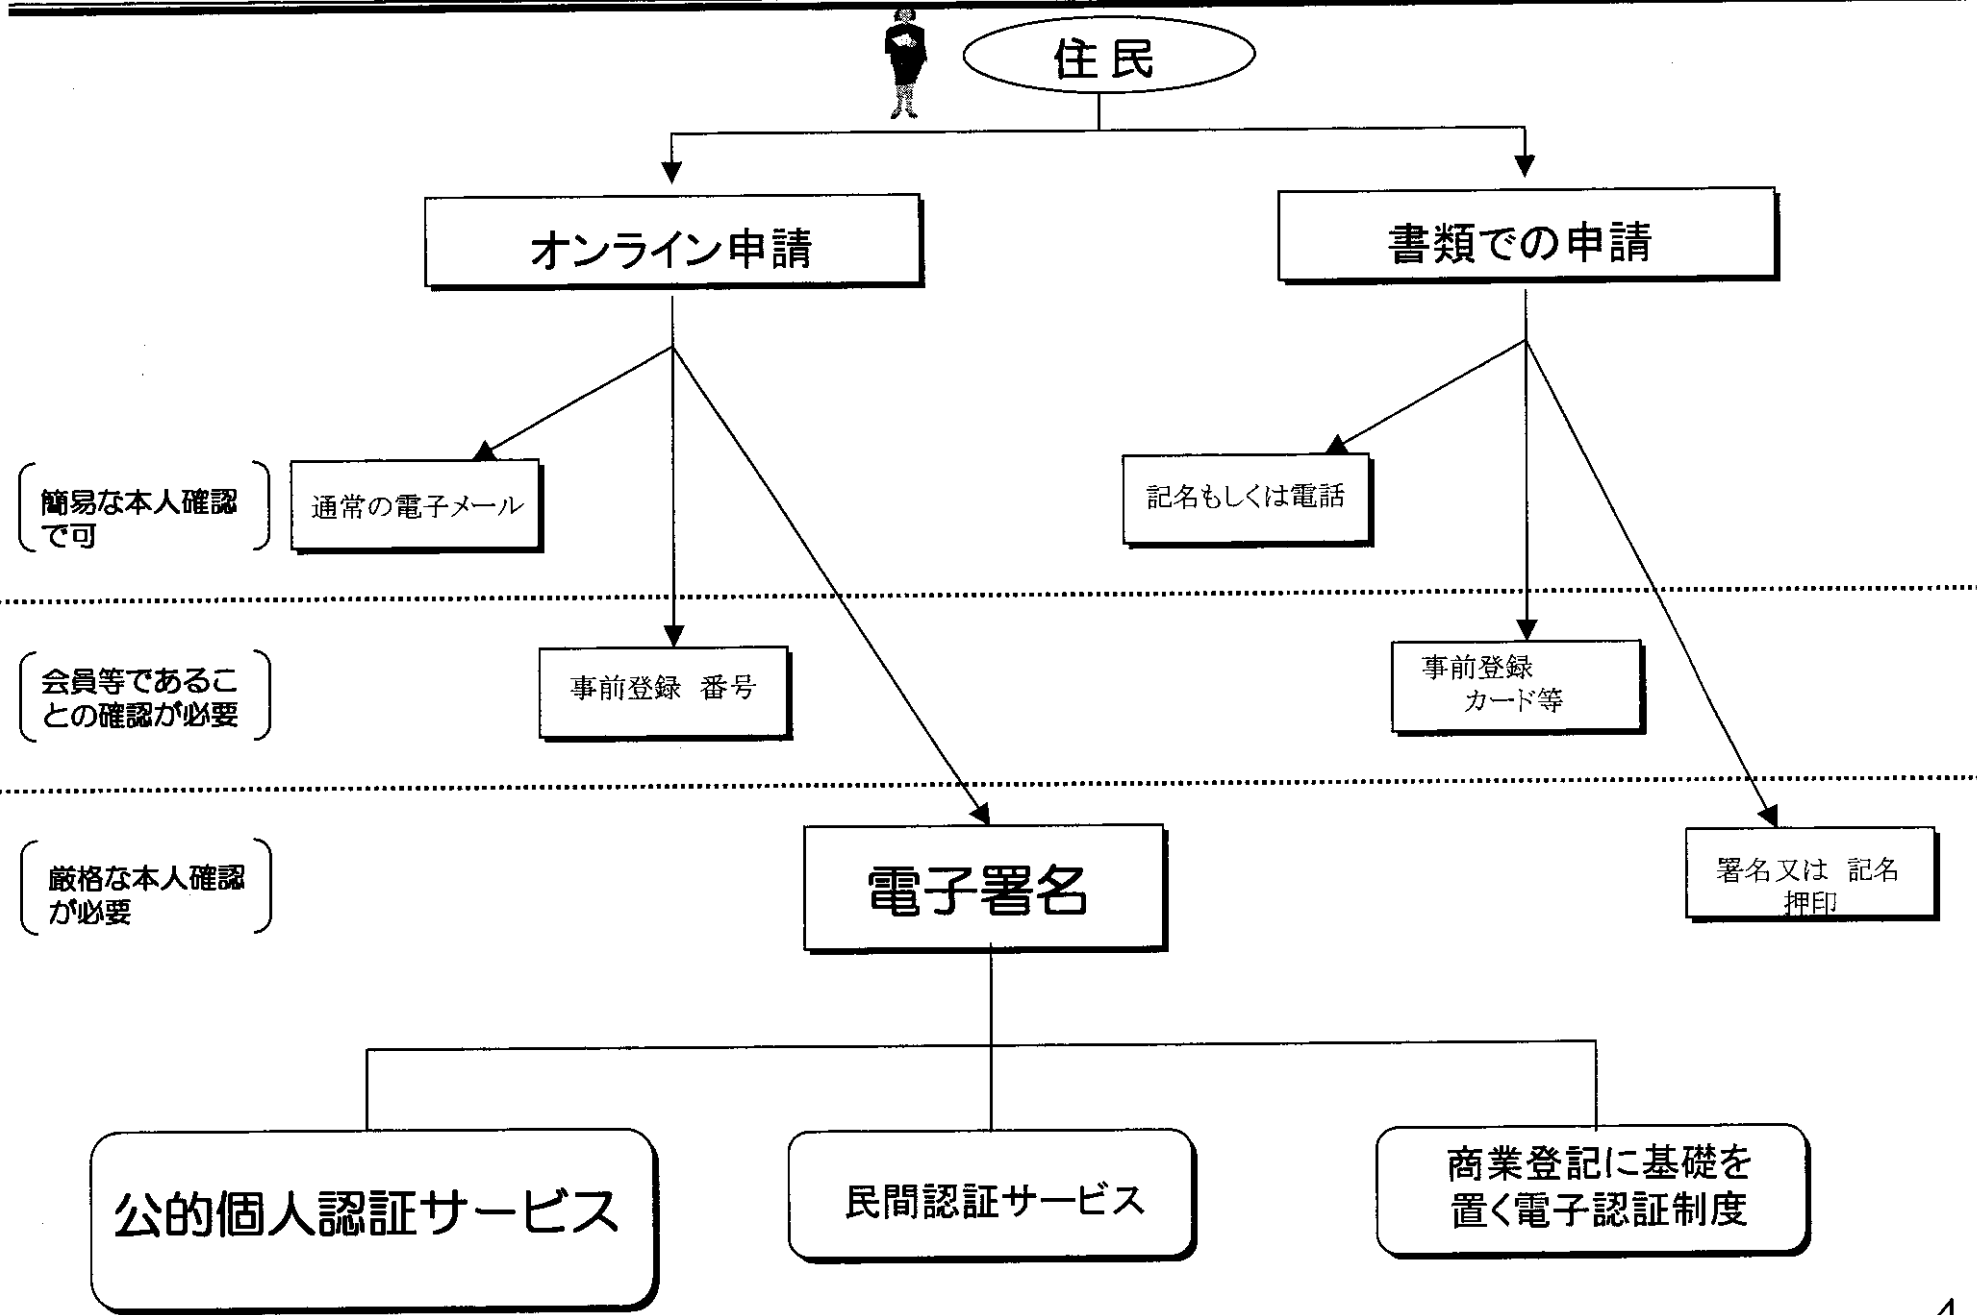 住民
オンライン申請
書類での申請
簡易な本人確認
で可
通常の電子メール
記名もしくは電話
会員等であるこ
との確認が必要
事前登録 番号
事前登録
カード等
厳格な本人確認
が必要
電子署名
署名又は 記名
押印
公的個人認証サービス
民間認証サービス
商業登記に基礎を
置く電子認証制度
4